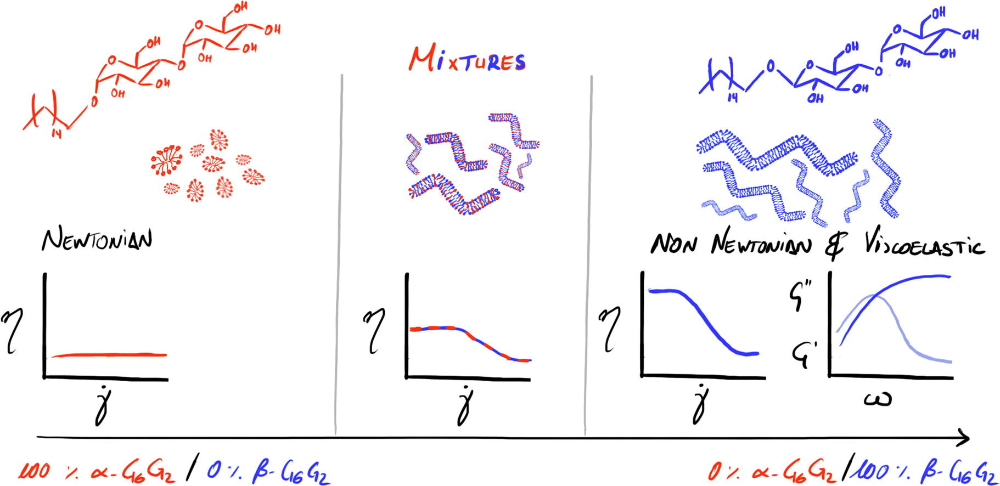 OH
O
OH
OH
OH
O
OH
O
OH
OH
O
14
MiXTURES
OH
O
OH
OH
OH
O
OH
O
O
OH
OH
14
NEWTONiAN
NON NEWTONiAN & ViSCOELASTiC
η
γ̇
η
γ̇
η
γ̇
G''
G'
ω
100 % α-C16G2 / 0 % β-C16G2
0 % α-C16G2 / 100 % β-C16G2